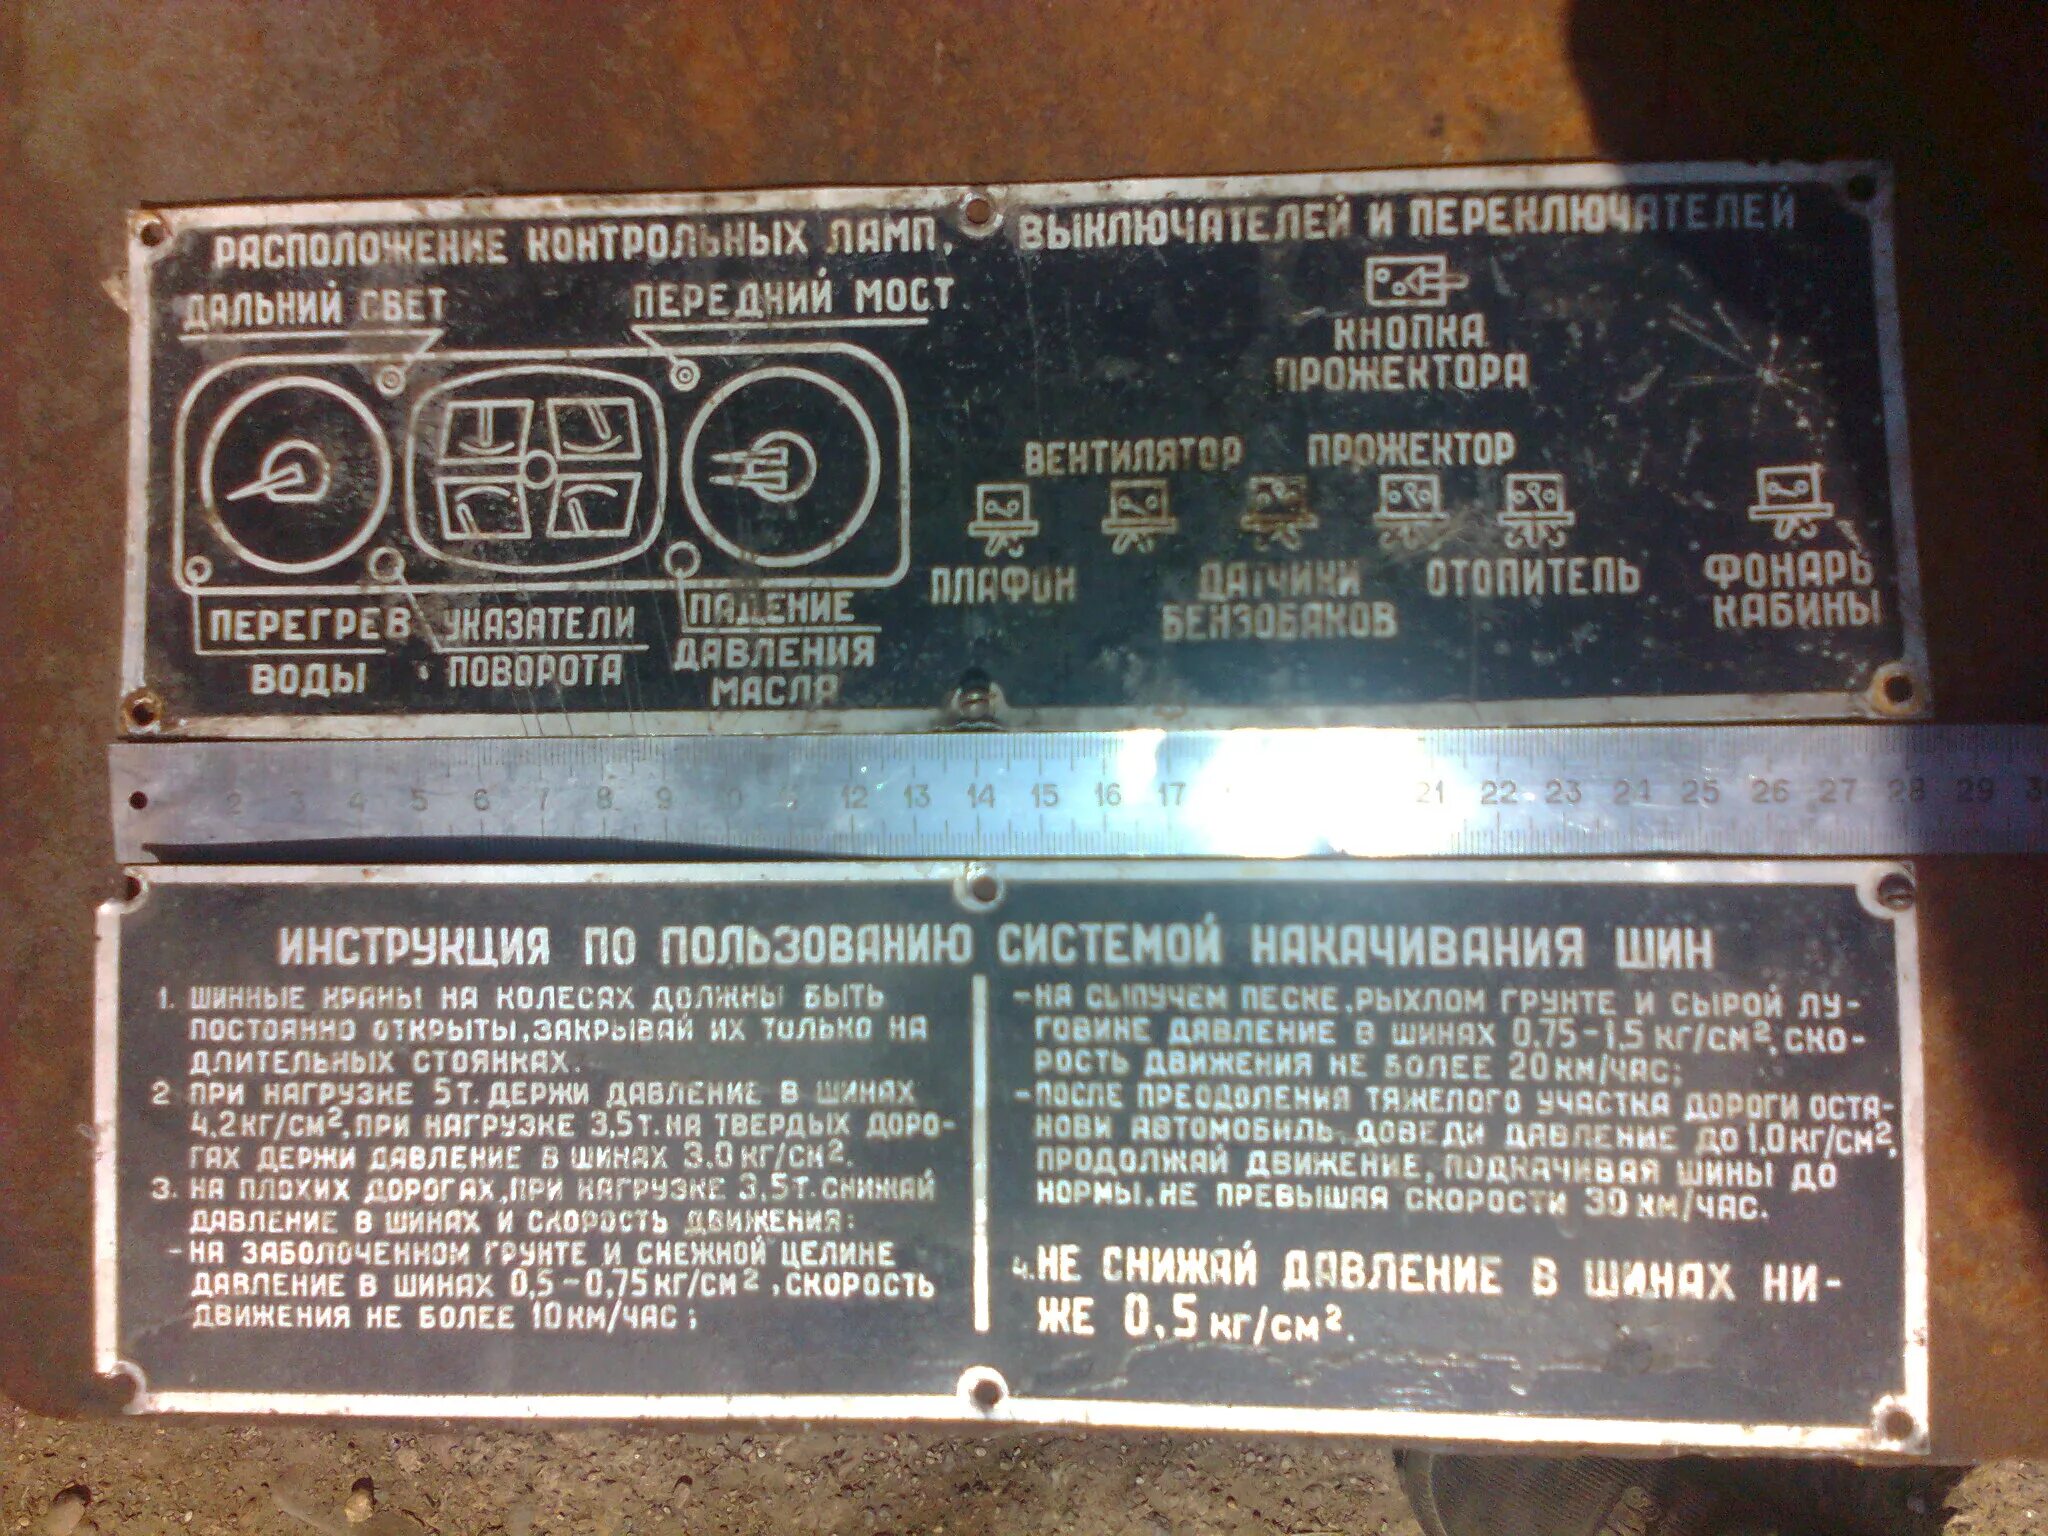 РАСПОЛОЖЕНИЕ КОНТРОЛЬНЫХ ЛАМП, ВЫКЛЮЧАТЕЛЕЙ И ПЕРЕКЛЮЧАТЕЛЕЙ
ДАЛЬНИЙ СВЕТ
ПЕРЕДНИЙ МОСТ
КНОПКА
ПРОЖЕКТОРА
ВЕНТИЛЯТОР
ПРОЖЕКТОР
ПЛАФОН
ДАТЧИКИ
БЕНЗОБАКОВ
ОТОПИТЕЛЬ
ФОНАРЬ
КАБИНЫ
ПЕРЕГРЕВ
ВОДЫ
УКАЗАТЕЛИ
ПОВОРОТА
ПАДЕНИЕ
ДАВЛЕНИЯ
МАСЛА
2 3 4 5 6 7 8 9 12 13 14 15 16 17 21 22 23 24 25 26 27 28 29
ИНСТРУКЦИЯ ПО ПОЛЬЗОВАНИЮ СИСТЕМОЙ НАКАЧИВАНИЯ ШИН
1. ШИННЫЕ КРАНЫ НА КОЛЕСАХ ДОЛЖНЫ БЫТЬ
ПОСТОЯННО ОТКРЫТЫ, ЗАКРЫВАЙ ИХ ТОЛЬКО НА
ДЛИТЕЛЬНЫХ СТОЯНКАХ.
2 ПРИ НАГРУЗКЕ 5Т. ДЕРЖИ ДАВЛЕНИЕ В ШИНАХ
4,2 КГ/СМ², ПРИ НАГРУЗКЕ 3,5Т. НА ТВЕРДЫХ ДОРО-
ГАХ ДЕРЖИ ДАВЛЕНИЕ В ШИНАХ 3.0 КГ/СМ².
3. НА ПЛОХИХ ДОРОГАХ, ПРИ НАГРУЗКЕ 3,5Т. СНИЖАЙ
ДАВЛЕНИЕ В ШИНАХ И СКОРОСТЬ ДВИЖЕНИЯ:
- НА ЗАБОЛОЧЕННОМ ГРУНТЕ И СНЕЖНОЙ ЦЕЛИНЕ
ДАВЛЕНИЕ В ШИНАХ 0,5-0,75 КГ/СМ², СКОРОСТЬ
ДВИЖЕНИЯ НЕ БОЛЕЕ 10 КМ/ЧАС;
- НА СЫПУЧЕМ ПЕСКЕ, РЫХЛОМ ГРУНТЕ И СЫРОЙ ЛУ-
ГОВИНЕ ДАВЛЕНИЕ В ШИНАХ 0,75-1,5 КГ/СМ², СКО-
РОСТЬ ДВИЖЕНИЯ НЕ БОЛЕЕ 20 КМ/ЧАС;
- ПОСЛЕ ПРЕОДОЛЕНИЯ ТЯЖЕЛОГО УЧАСТКА ДОРОГИ ОСТА-
НОВИ АВТОМОБИЛЬ, ДОВЕДИ ДАВЛЕНИЕ ДО 1,0 КГ/СМ²,
ПРОДОЛЖАЙ ДВИЖЕНИЕ, ПОДКАЧИВАЯ ШИНЫ ДО
НОРМЫ, НЕ ПРЕВЫШАЯ СКОРОСТИ 30 КМ/ЧАС.
4. НЕ СНИЖАЙ ДАВЛЕНИЕ В ШИНАХ НИ-
ЖЕ 0,5 КГ/СМ².